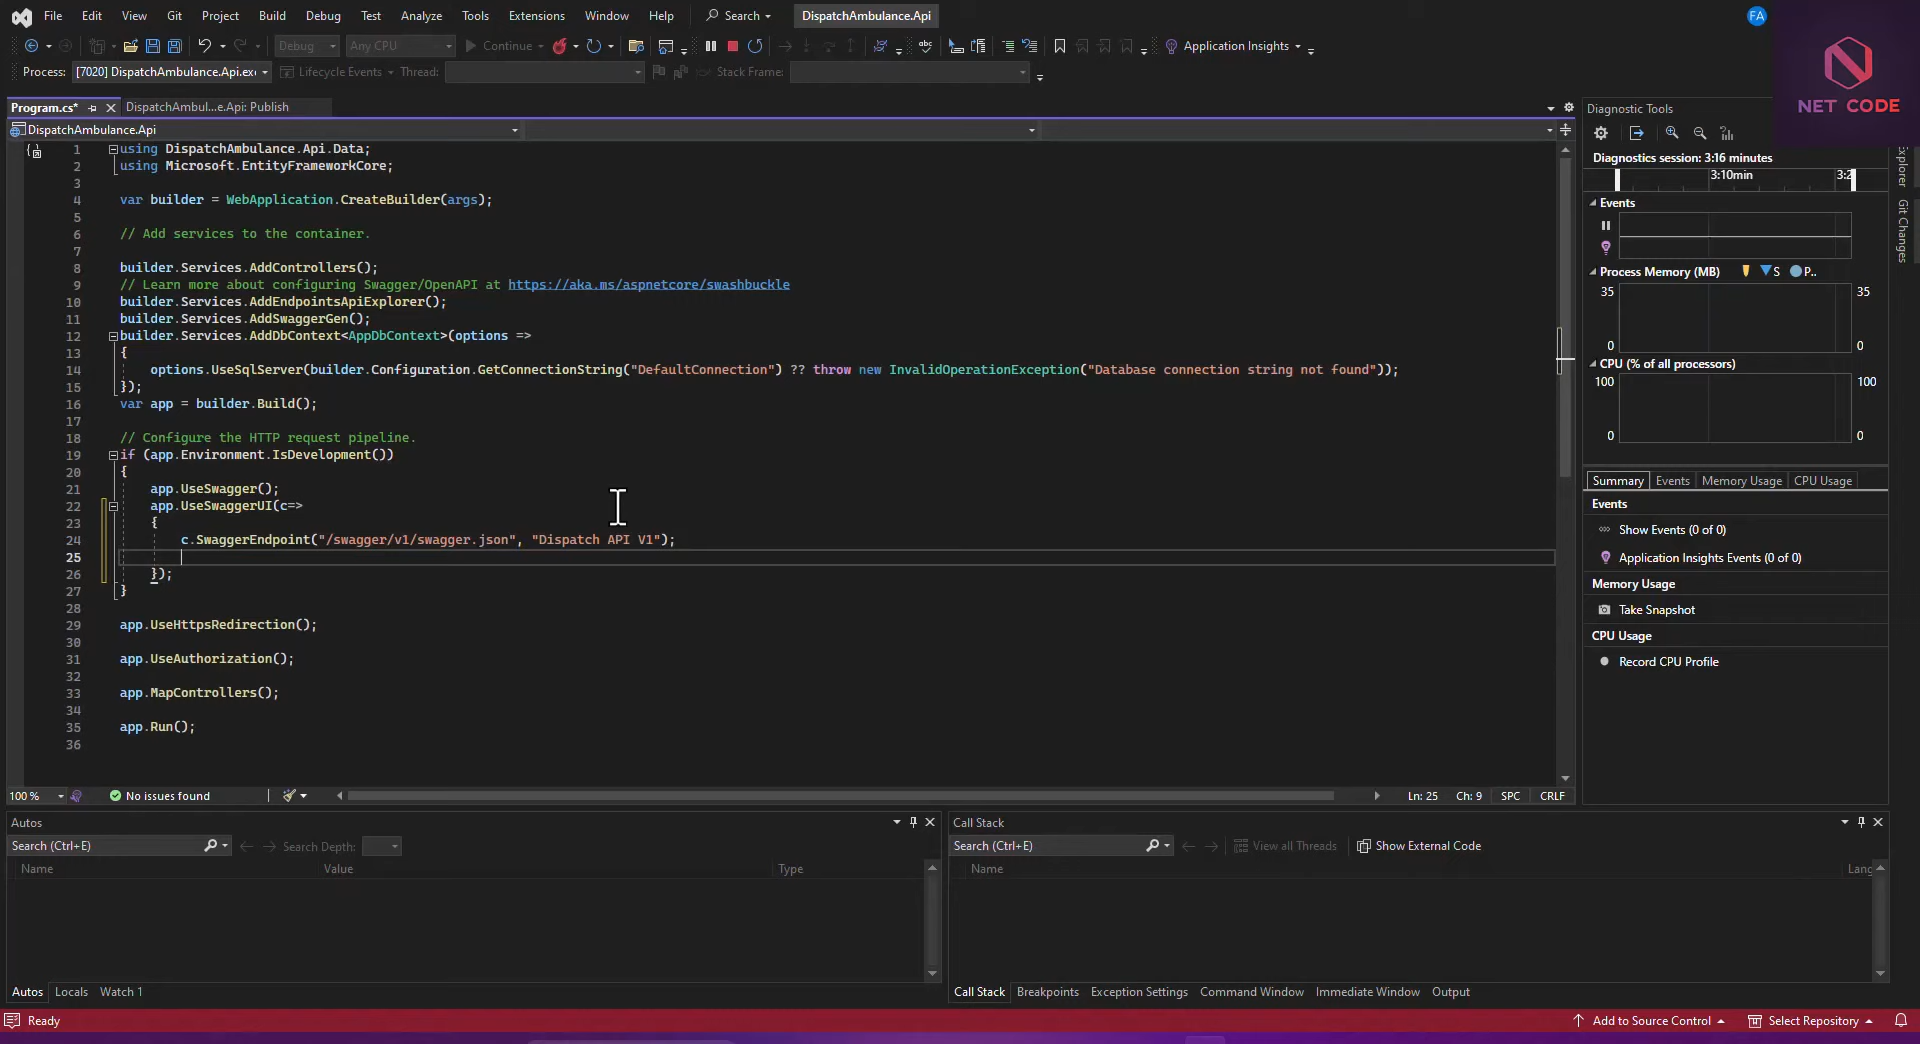 File Edit View Git Project Build Debug Test Analyze Tools Extensions Window Help Search DispatchAmbulance.Api FA
Debug Any CPU Continue Application Insights
Process: [7020] DispatchAmbulance.Api.ex Lifecycle Events Thread: Stack Frame:
NET CODE
Program.cs* DispatchAmbul...e.Api: Publish
DispatchAmbulance.Api
1 using DispatchAmbulance.Api.Data;
2 using Microsoft.EntityFrameworkCore;
3
4 var builder = WebApplication.CreateBuilder(args);
5
6 // Add services to the container.
7
8 builder.Services.AddControllers();
9 // Learn more about configuring Swagger/OpenAPI at https://aka.ms/aspnetcore/swashbuckle
10 builder.Services.AddEndpointsApiExplorer();
11 builder.Services.AddSwaggerGen();
12 builder.Services.AddDbContext<AppDbContext>(options =>
13 {
14 options.UseSqlServer(builder.Configuration.GetConnectionString("DefaultConnection") ?? throw new InvalidOperationException("Database connection string not found"));
15 });
16 var app = builder.Build();
17
18 // Configure the HTTP request pipeline.
19 if (app.Environment.IsDevelopment())
20 {
21 app.UseSwagger();
22 app.UseSwaggerUI(c=>
23 {
24 c.SwaggerEndpoint("/swagger/v1/swagger.json", "Dispatch API V1");
25
26 });
27 }
28
29 app.UseHttpsRedirection();
30
31 app.UseAuthorization();
32
33 app.MapControllers();
34
35 app.Run();
36
100 % No issues found Ln: 25 Ch: 9 SPC CRLF
Diagnostic Tools
Diagnostics session: 3:16 minutes
3:10min 3:2
Events
Process Memory (MB) S P..
35 35
0 0
CPU (% of all processors)
100 100
0 0
Summary Events Memory Usage CPU Usage
Events
Show Events (0 of 0)
Application Insights Events (0 of 0)
Memory Usage
Take Snapshot
CPU Usage
Record CPU Profile
Explorer
Git Changes
Autos
Search (Ctrl+E) Search Depth:
Name Value Type
Autos Locals Watch 1
Call Stack
Search (Ctrl+E) View all Threads Show External Code
Name Lang
Call Stack Breakpoints Exception Settings Command Window Immediate Window Output
Ready Add to Source Control Select Repository